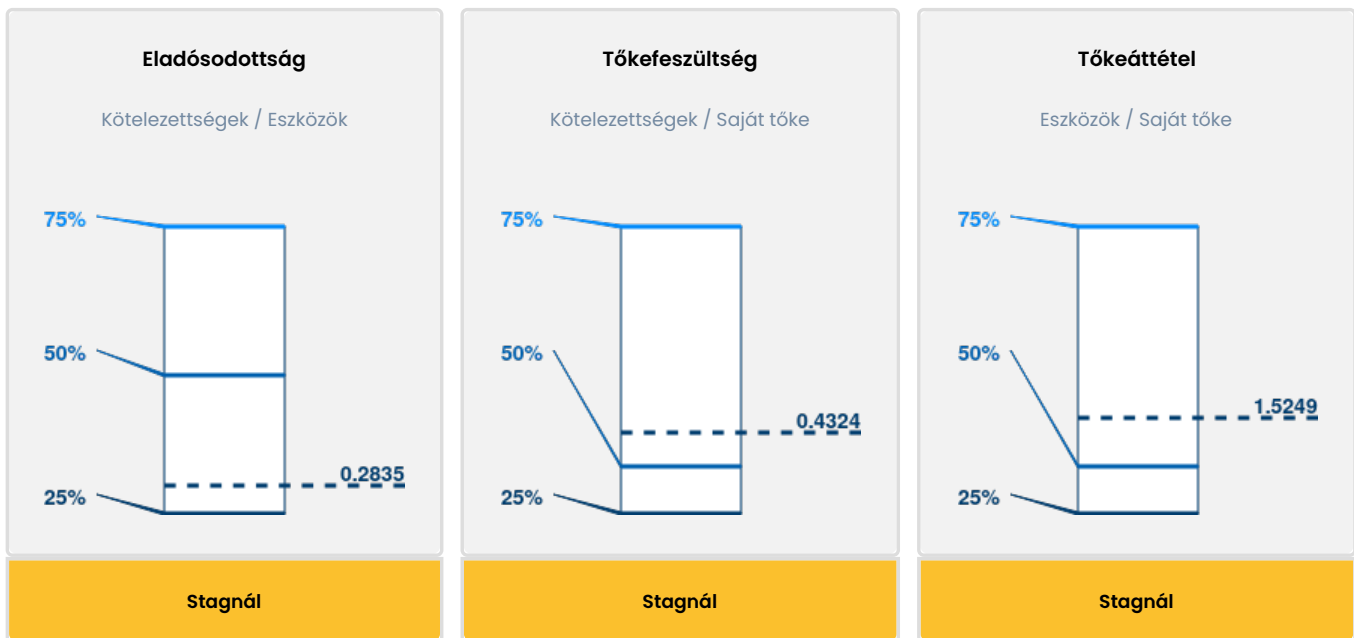 Eladósodottság
Kötelezettségek / Eszközök
75%
50%
0.2835
25%
Stagnál
Tőkefeszültség
Kötelezettségek / Saját tőke
75%
50%
0.4324
25%
Stagnál
Tőkeáttétel
Eszközök / Saját tőke
75%
50%
1.5249
25%
Stagnál